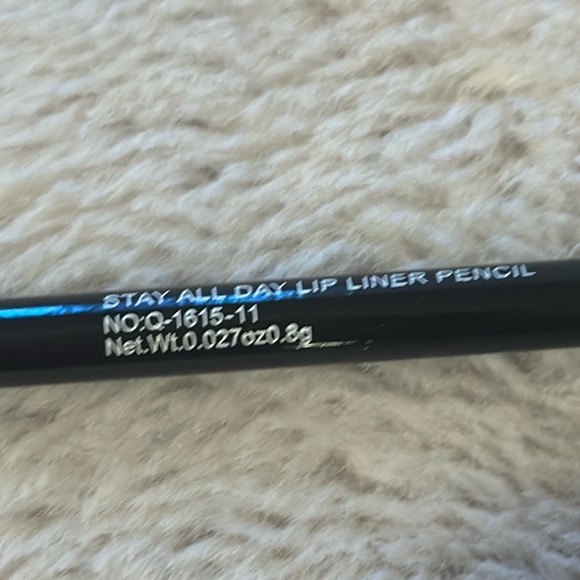 STAY ALL DAY LIP LINER PENCIL
NO:Q-1615-11
Net.Wt.0.027oz0.8g